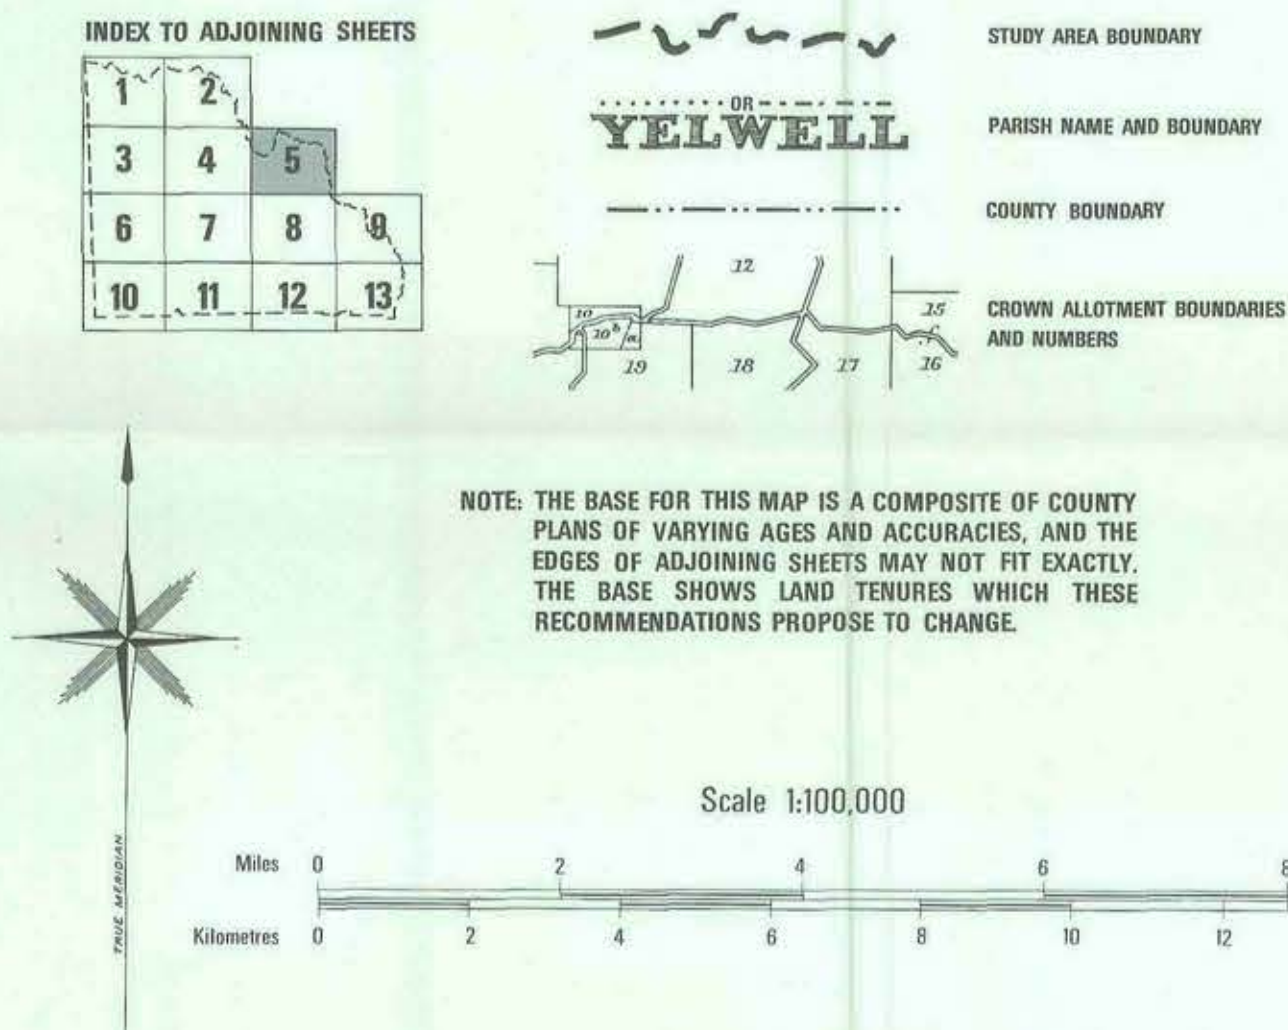 INDEX TO ADJOINING SHEETS
1 2
3 4 5
6 7 8 9
10 11 12 13
STUDY AREA BOUNDARY
OR
YELWELL
PARISH NAME AND BOUNDARY
COUNTY BOUNDARY
12
10 15
10ᵇ a f
19 18 17 16
CROWN ALLOTMENT BOUNDARIES
AND NUMBERS
NOTE: THE BASE FOR THIS MAP IS A COMPOSITE OF COUNTY
PLANS OF VARYING AGES AND ACCURACIES, AND THE
EDGES OF ADJOINING SHEETS MAY NOT FIT EXACTLY.
THE BASE SHOWS LAND TENURES WHICH THESE
RECOMMENDATIONS PROPOSE TO CHANGE.
TRUE MERIDIAN
Scale 1:100,000
Miles 0 2 4 6 8
Kilometres 0 2 4 6 8 10 12